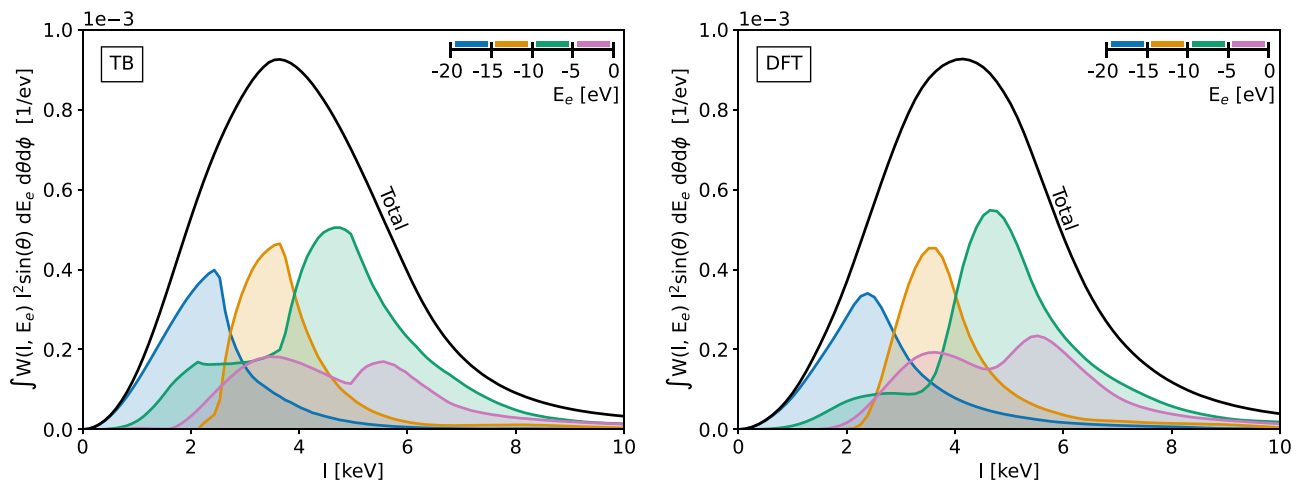 1e−3
TB
-20 -15 -10 -5 0
E_e [eV]
Total
1.0
0.8
0.6
0.4
0.2
0.0
0 2 4 6 8 10
l [keV]
∫W(l, E_e) l²sin(θ) dE_e dθdϕ [1/ev]
1e−3
DFT
-20 -15 -10 -5 0
E_e [eV]
Total
1.0
0.8
0.6
0.4
0.2
0.0
0 2 4 6 8 10
l [keV]
∫W(l, E_e) l²sin(θ) dE_e dθdϕ [1/ev]